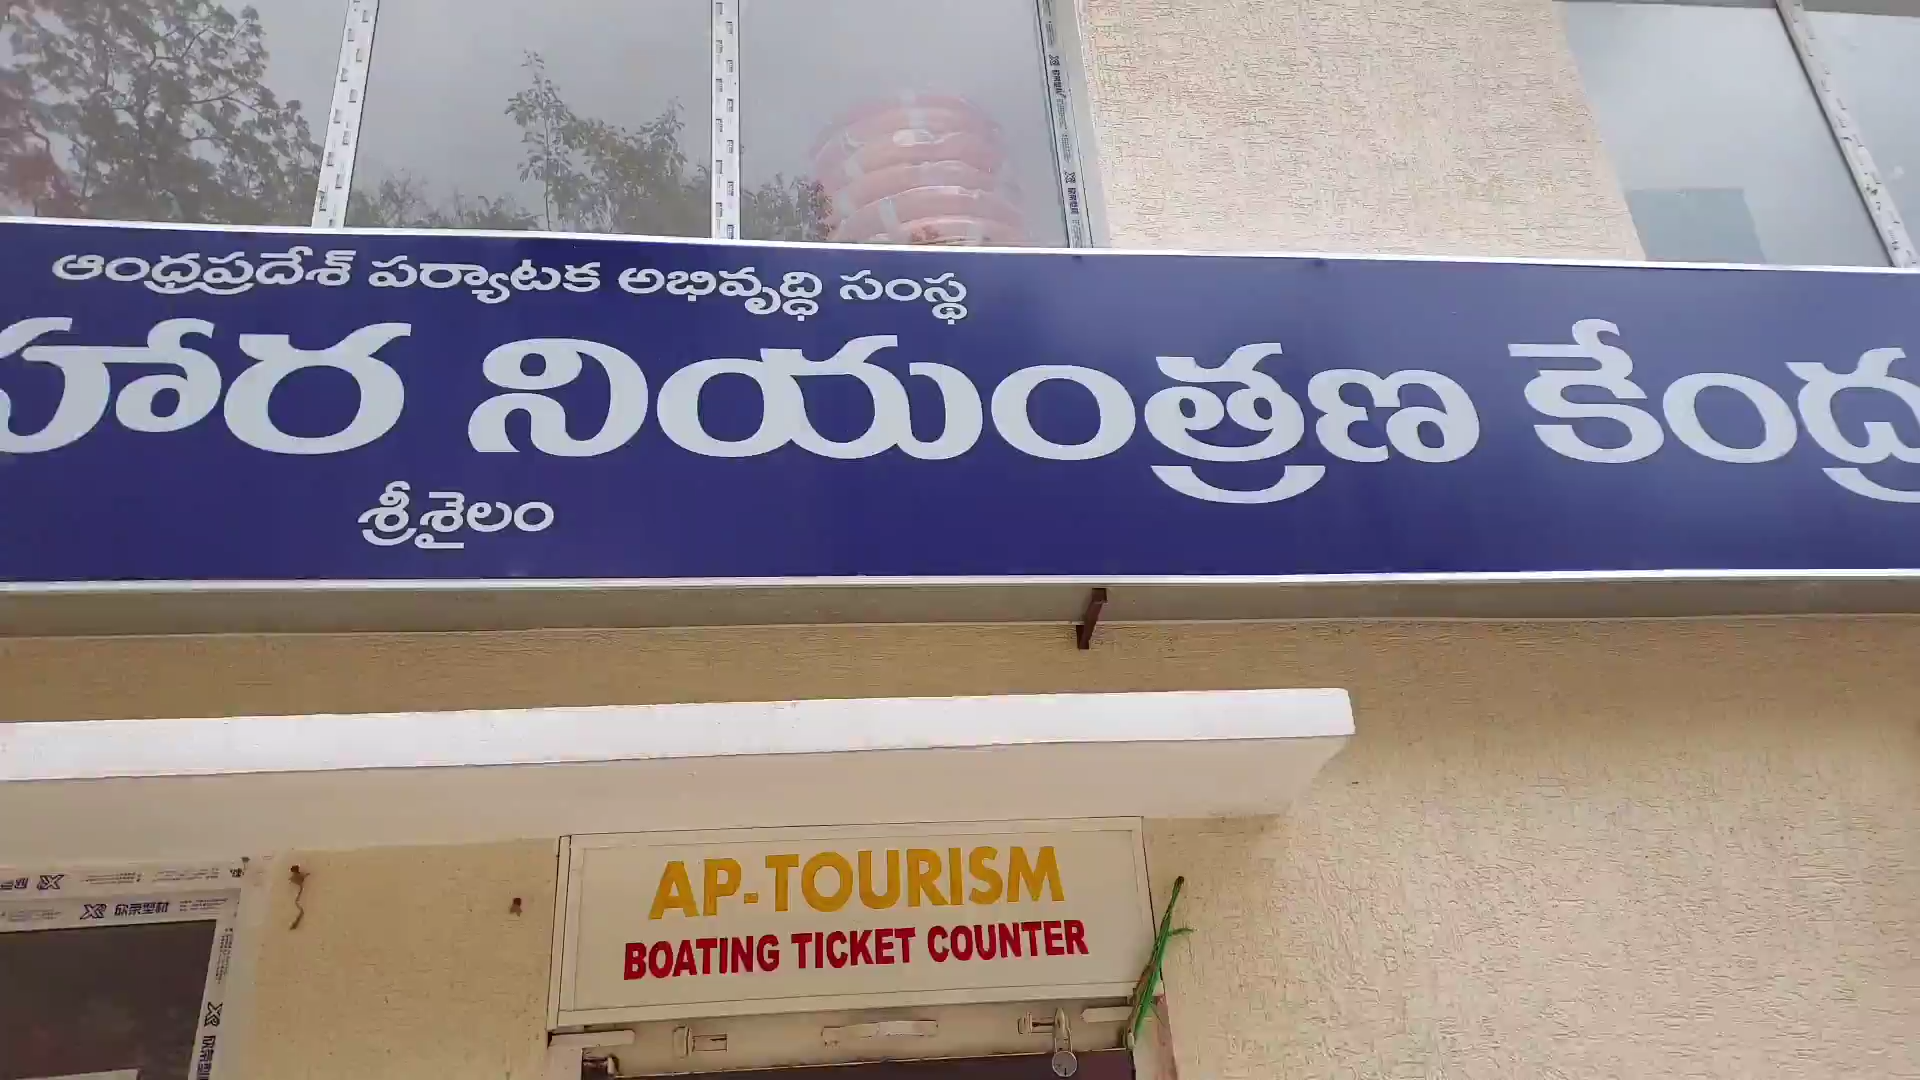 ఆంధ్రప్రదేశ్ పర్యాటక అభివృద్ధి సంస్థ
హార నియంత్రణ కేంద్ర
శ్రీశైలం
AP-TOURISM
BOATING TICKET COUNTER